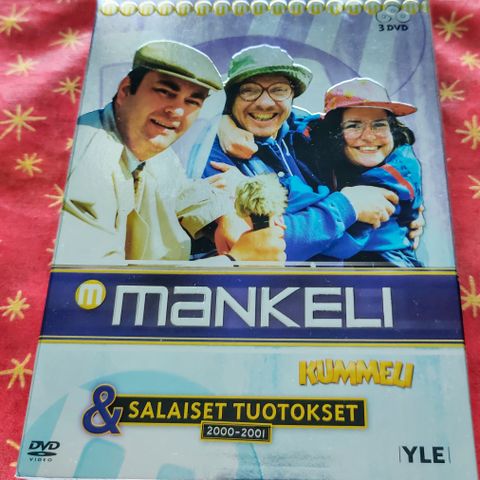 3 DVD
m MANKELI
KUMMELI
& SALAISET TUOTOKSET
2000-2001
DVD
VIDEO
YLE